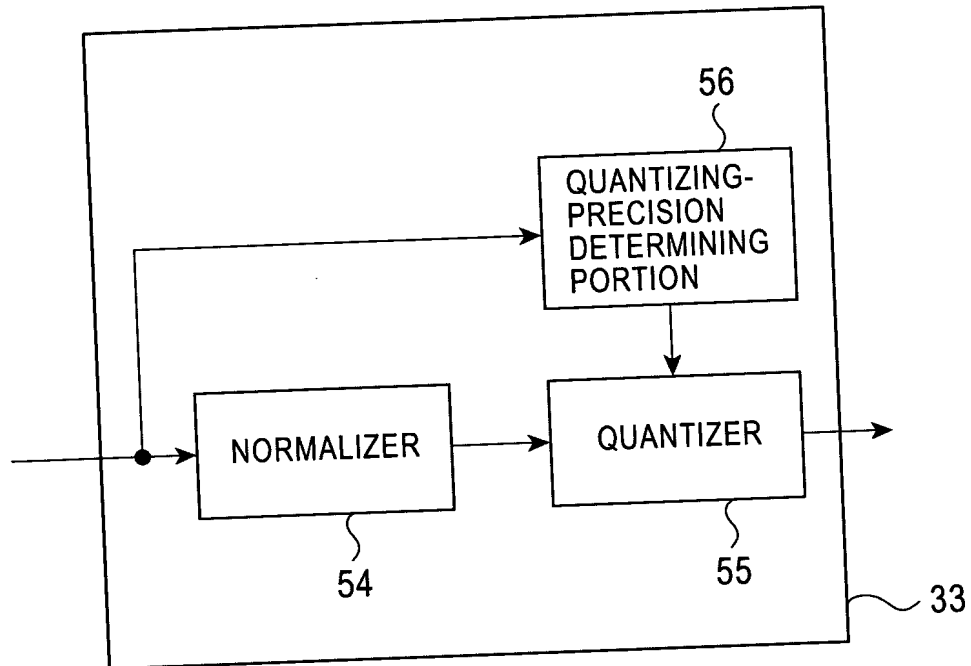 56
QUANTIZING-
PRECISION
DETERMINING
PORTION
NORMALIZER
QUANTIZER
54
55
33